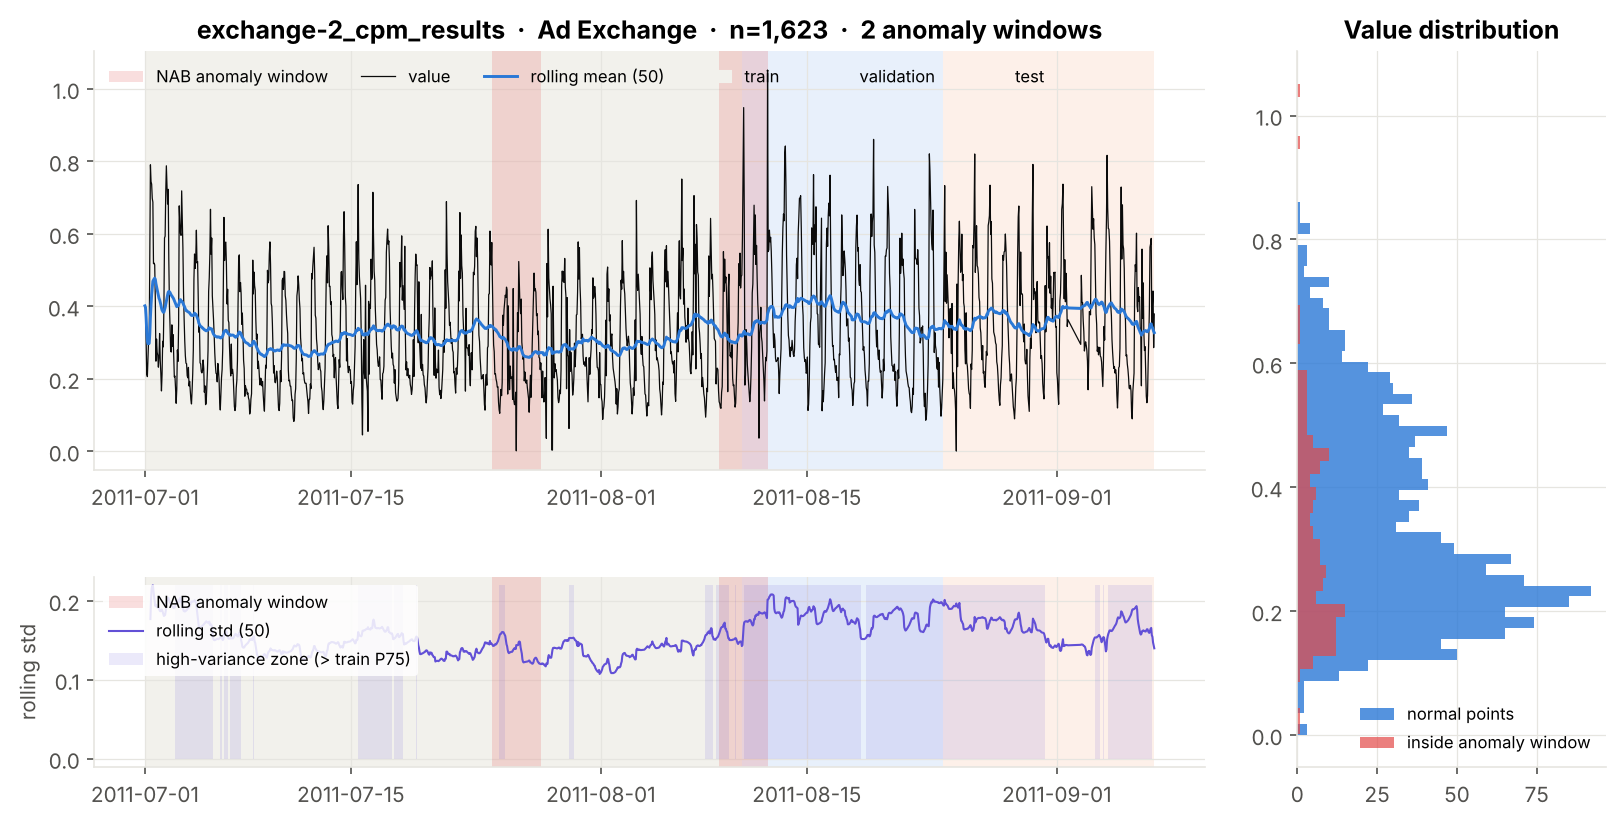 exchange-2_cpm_results · Ad Exchange · n=1,623 · 2 anomaly windows
NAB anomaly window
value
rolling mean (50)
train
validation
test
1.0
0.8
0.6
0.4
0.2
0.0
2011-07-01
2011-07-15
2011-08-01
2011-08-15
2011-09-01
rolling std
NAB anomaly window
rolling std (50)
high-variance zone (> train P75)
0.2
0.1
0.0
2011-07-01
2011-07-15
2011-08-01
2011-08-15
2011-09-01
Value distribution
1.0
0.8
0.6
0.4
0.2
0.0
normal points
inside anomaly window
0
25
50
75